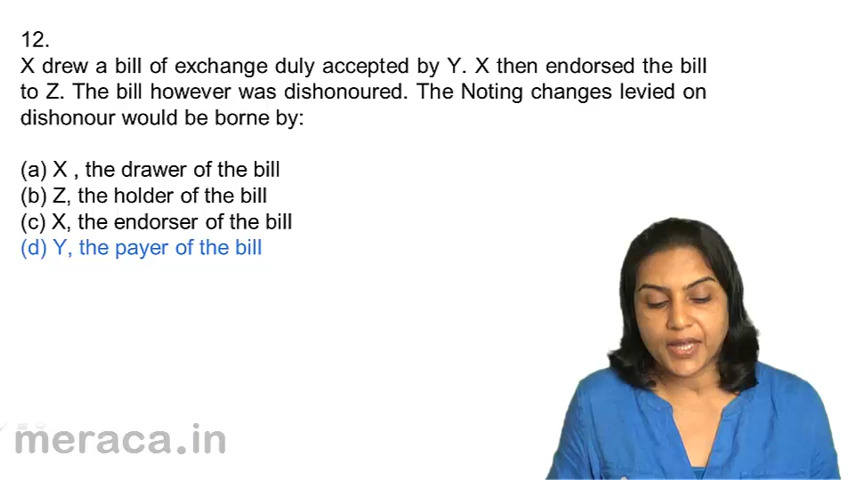 12.
X drew a bill of exchange duly accepted by Y. X then endorsed the bill
to Z. The bill however was dishonoured. The Noting changes levied on
dishonour would be borne by:
(a) X , the drawer of the bill
(b) Z, the holder of the bill
(c) X, the endorser of the bill
(d) Y, the payer of the bill
meraca.in